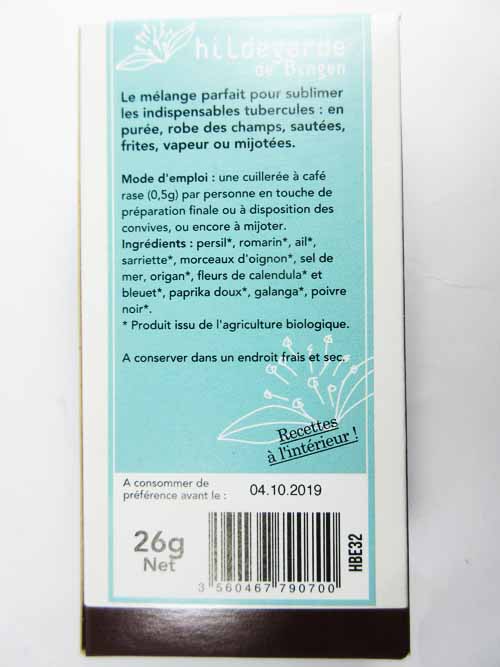 hildegarde
de Bingen
Le mélange parfait pour sublimer
les indispensables tubercules : en
purée, robe des champs, sautées,
frites, vapeur ou mijotées.
Mode d'emploi : une cuillerée à café
rase (0,5g) par personne en touche de
préparation finale ou à disposition des
convives, ou encore à mijoter.
Ingrédients : persil*, romarin*, ail*,
sarriette*, morceaux d'oignon*, sel de
mer, origan*, fleurs de calendula* et
bleuet*, paprika doux*, galanga*, poivre
noir*.
* Produit issu de l'agriculture biologique.
A conserver dans un endroit frais et sec.
Recettes
à l'intérieur !
A consommer de
préférence avant le :
04.10.2019
26g
Net
HBE32
3 560467 790700